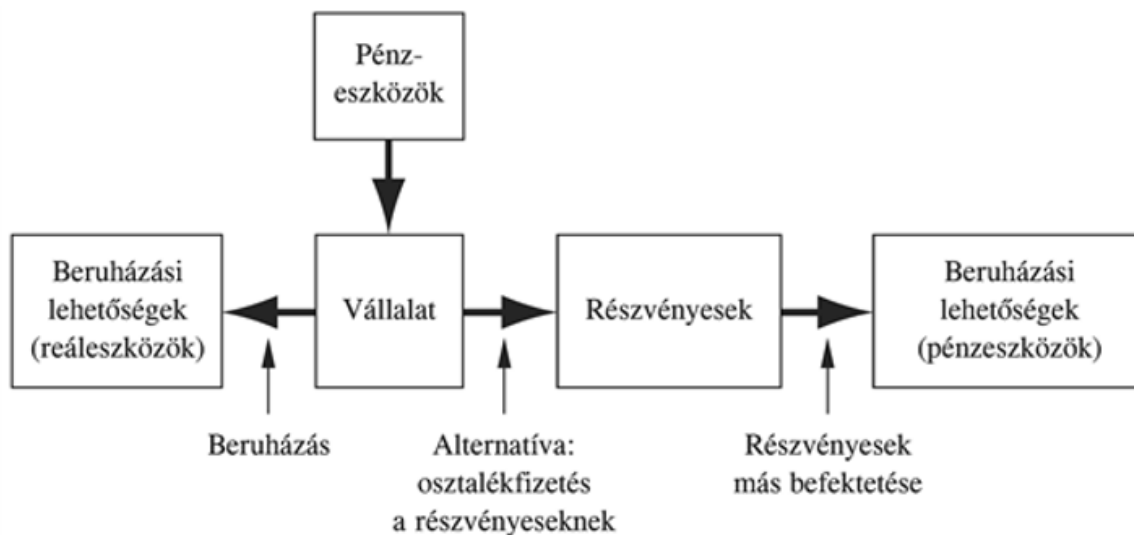 Pénz-
eszközök
Beruházási
lehetőségek
(reáleszközök)
Vállalat
Részvényesek
Beruházási
lehetőségek
(pénzeszközök)
Beruházás
Alternatíva:
osztalékfizetés
a részvényeseknek
Részvényesek
más befektetése